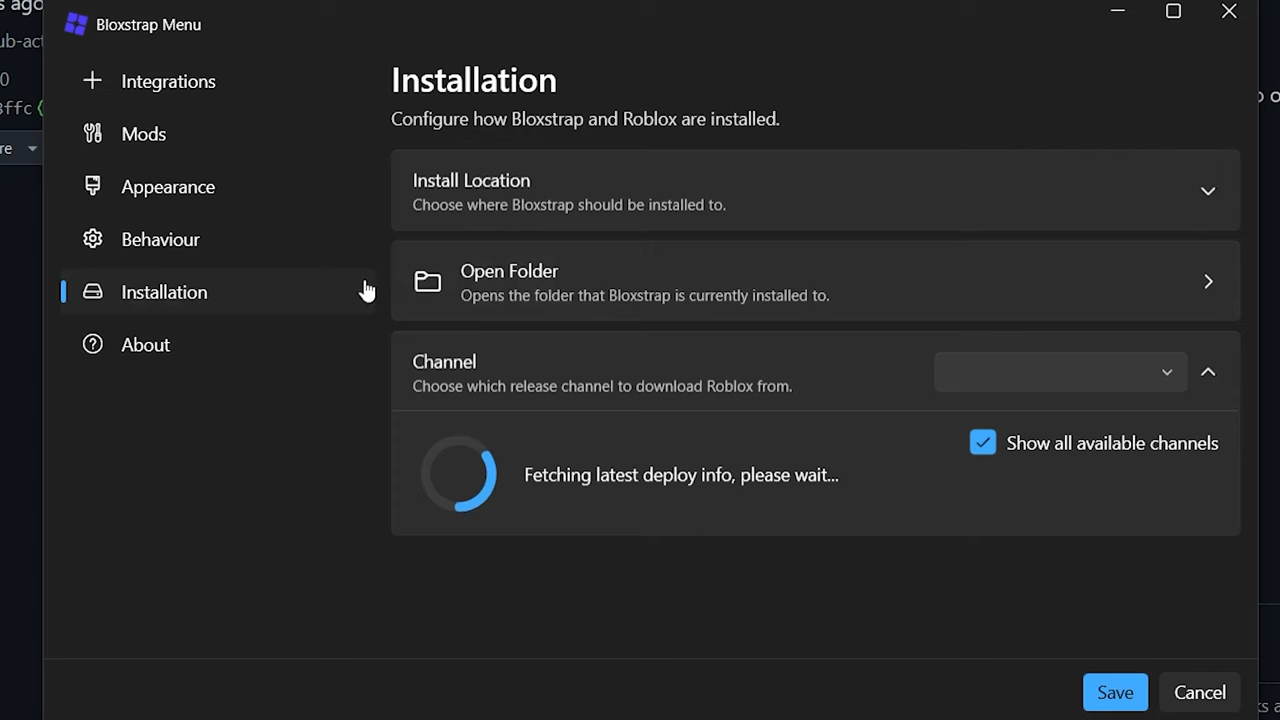 s ago
Bloxstrap Menu
ub-act
Integrations
Mods
Appearance
Behaviour
Installation
About
Installation
Configure how Bloxstrap and Roblox are installed.
Install Location
Choose where Bloxstrap should be installed to.
Open Folder
Opens the folder that Bloxstrap is currently installed to.
Channel
Choose which release channel to download Roblox from.
Show all available channels
Fetching latest deploy info, please wait...
Save
Cancel